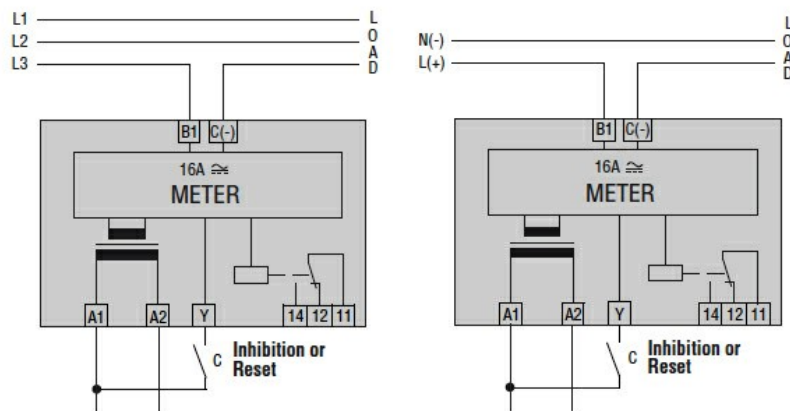 L1
L2
L3
L
O
A
D
B1 C(-)
16A ≂
METER
A1 A2 Y 14 12 11
C Inhibition or
Reset
N(-)
L(+)
L
O
A
D
B1 C(-)
16A ≂
METER
A1 A2 Y 14 12 11
C Inhibition or
Reset